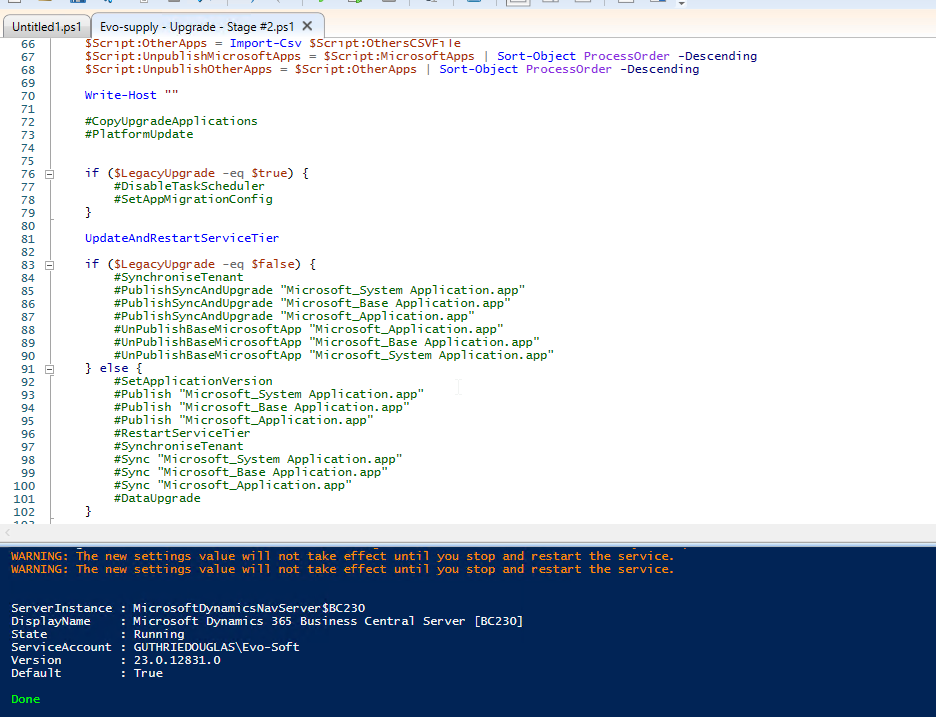 Untitled1.ps1 Evo-supply - Upgrade - Stage #2.ps1 X
66 $Script:OtherApps = Import-Csv $Script:OthersCSVFile
67 $Script:UnpublishMicrosoftApps = $Script:MicrosoftApps | Sort-Object ProcessOrder -Descending
68 $Script:UnpublishOtherApps = $Script:OtherApps | Sort-Object ProcessOrder -Descending
69
70 Write-Host ""
71
72 #CopyUpgradeApplications
73 #PlatformUpdate
74
75
76 if ($LegacyUpgrade -eq $true) {
77 #DisableTaskScheduler
78 #SetAppMigrationConfig
79 }
80
81 UpdateAndRestartServiceTier
82
83 if ($LegacyUpgrade -eq $false) {
84 #SynchroniseTenant
85 #PublishSyncAndUpgrade "Microsoft_System Application.app"
86 #PublishSyncAndUpgrade "Microsoft_Base Application.app"
87 #PublishSyncAndUpgrade "Microsoft_Application.app"
88 #UnPublishBaseMicrosoftApp "Microsoft_Application.app"
89 #UnPublishBaseMicrosoftApp "Microsoft_Base Application.app"
90 #UnPublishBaseMicrosoftApp "Microsoft_System Application.app"
91 } else {
92 #SetApplicationVersion
93 #Publish "Microsoft_System Application.app"
94 #Publish "Microsoft_Base Application.app"
95 #Publish "Microsoft_Application.app"
96 #RestartServiceTier
97 #SynchroniseTenant
98 #Sync "Microsoft_System Application.app"
99 #Sync "Microsoft_Base Application.app"
100 #Sync "Microsoft_Application.app"
101 #DataUpgrade
102 }
WARNING: The new settings value will not take effect until you stop and restart the service.
WARNING: The new settings value will not take effect until you stop and restart the service.
ServerInstance : MicrosoftDynamicsNavServer$BC230
DisplayName : Microsoft Dynamics 365 Business Central Server [BC230]
State : Running
ServiceAccount : GUTHRIEDOUGLAS\Evo-Soft
Version : 23.0.12831.0
Default : True
Done